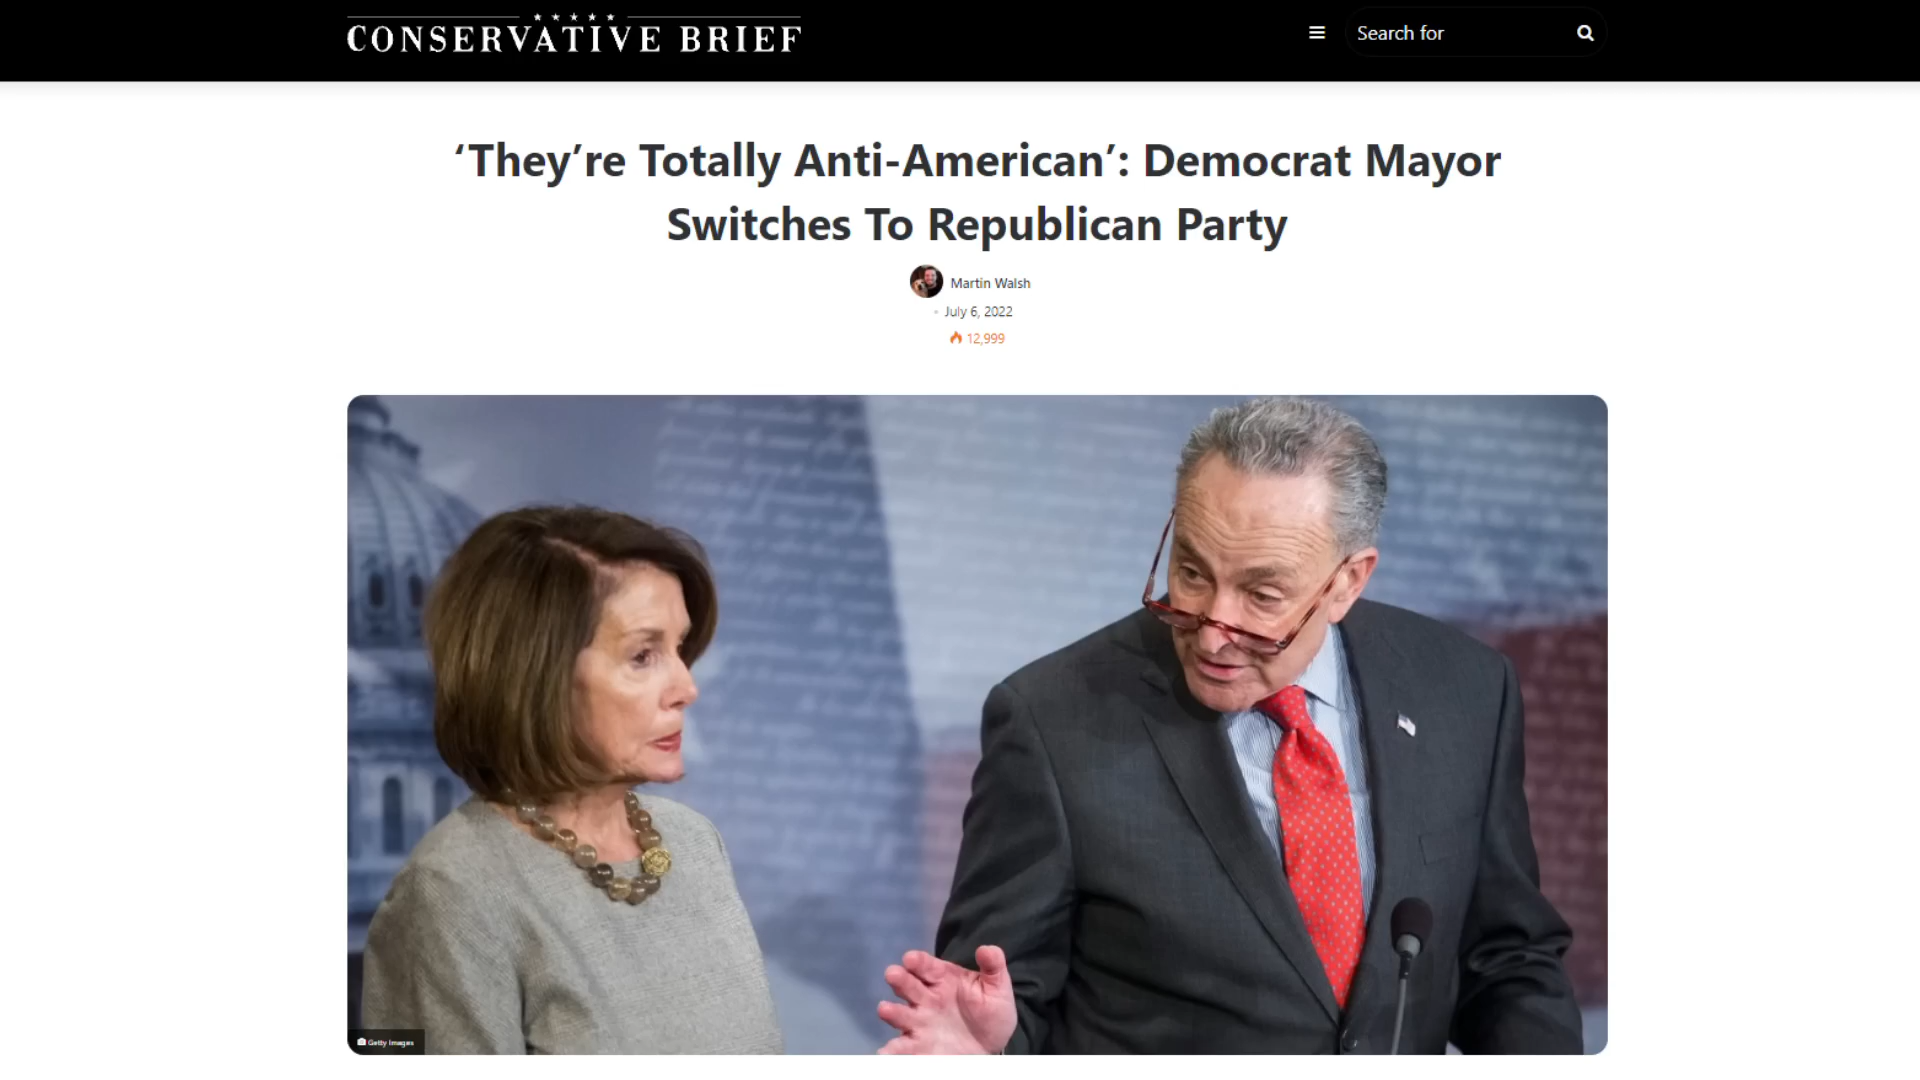 CONSERVATIVE BRIEF
Search for
‘They’re Totally Anti-American’: Democrat Mayor
Switches To Republican Party
Martin Walsh
July 6, 2022
12,999
Getty Images